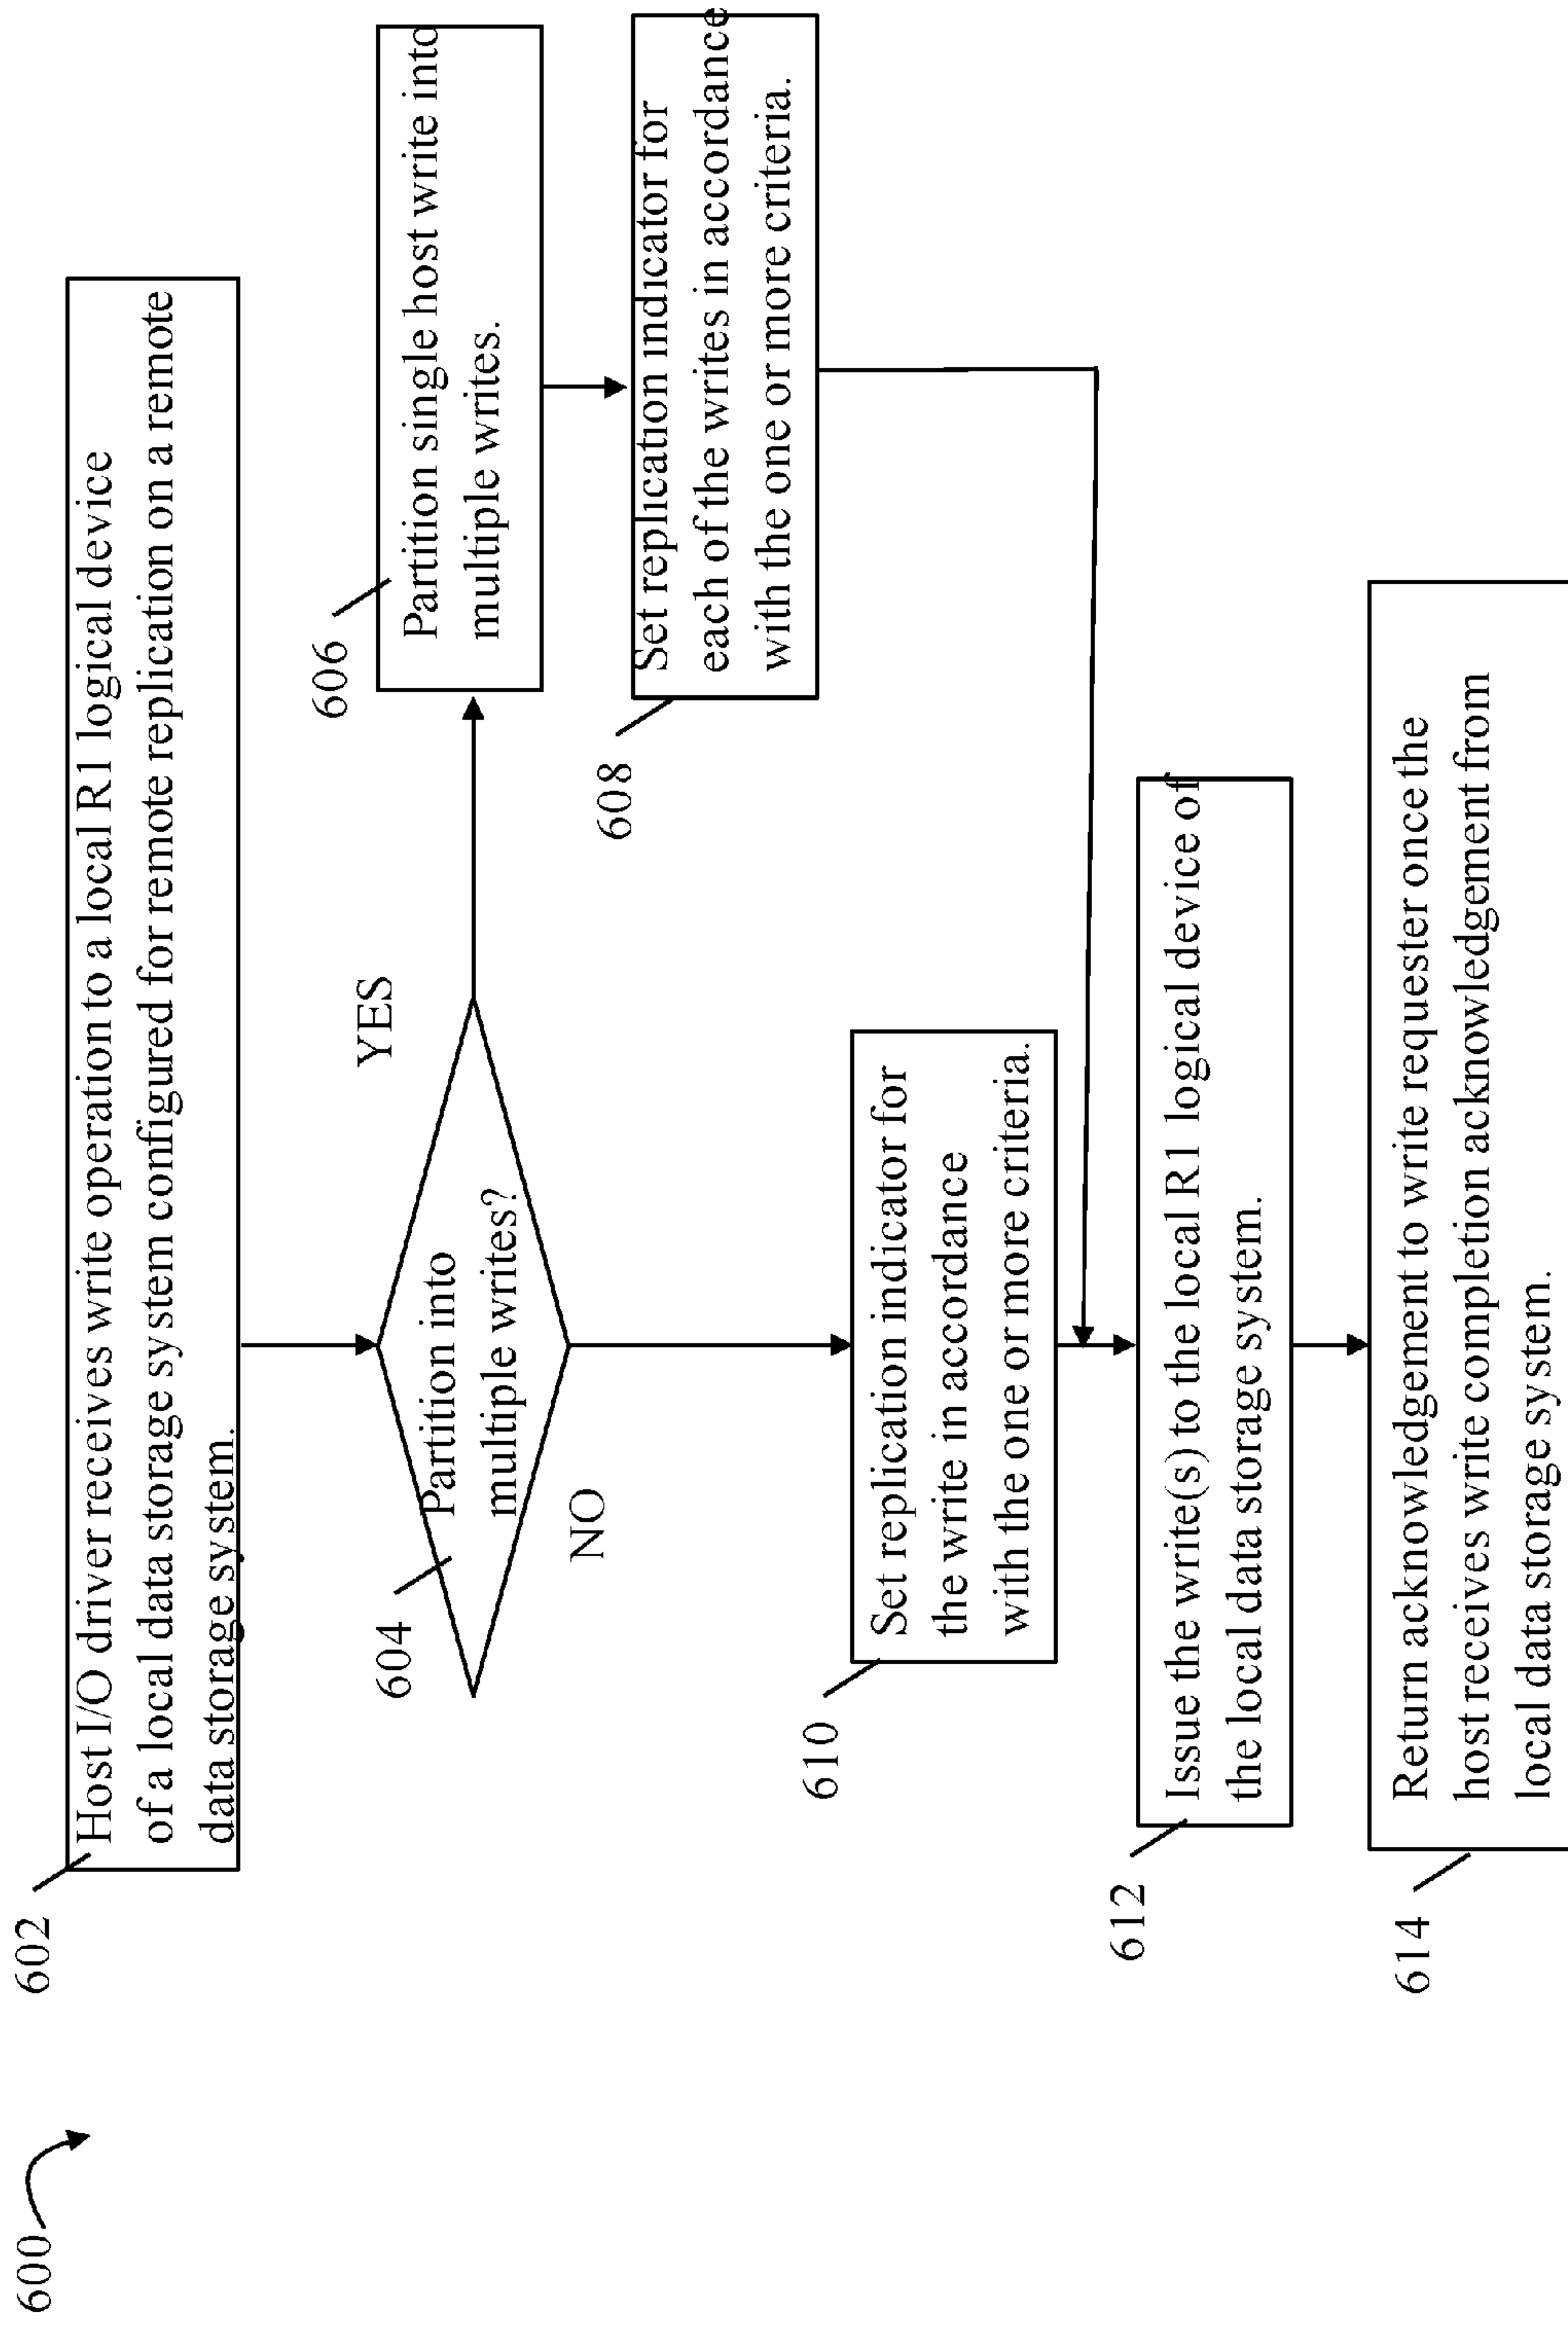 600
602
Host I/O driver receives write operation to a local R1 logical device
of a local data storage system configured for remote replication on a remote
data storage system.
604
Partition into
multiple writes?
YES
NO
606
Partition single host write into
multiple writes.
608
Set replication indicator for
each of the writes in accordance
with the one or more criteria.
610
Set replication indicator for
the write in accordance
with the one or more criteria.
612
Issue the write(s) to the local R1 logical device of
the local data storage system.
614
Return acknowledgement to write requester once the
host receives write completion acknowledgement from
local data storage system.